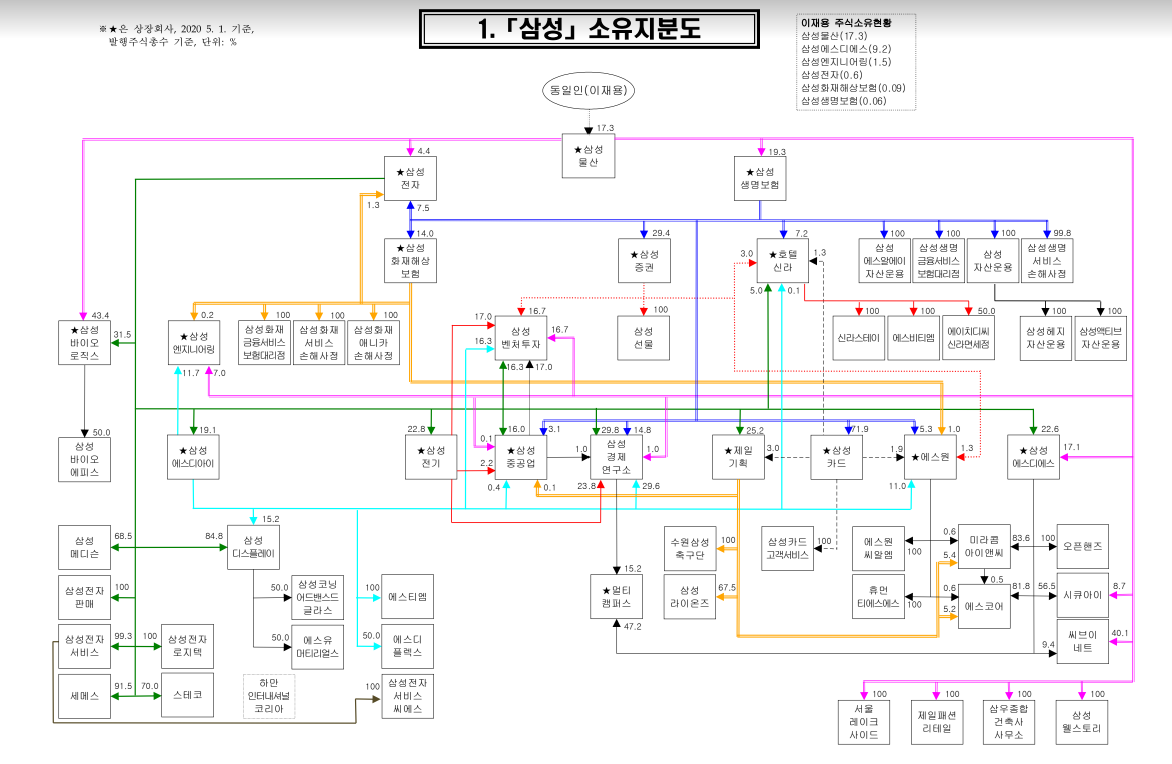 ※★은 상장회사, 2020 5. 1. 기준,
발행주식총수 기준, 단위: %
1.「삼성」 소유지분도
이재용 주식소유현황
삼성물산(17.3)
삼성에스디에스(9.2)
삼성엔지니어링(1.5)
삼성전자(0.6)
삼성화재해상보험(0.09)
삼성생명보험(0.06)
동일인(이재용)
17.3
★삼성
물산
4.4
★삼성
전자
19.3
★삼성
생명보험
1.3
7.5
14.0
★삼성
화재해상
보험
29.4
★삼성
증권
7.2
★호텔
신라
3.0
1.3
5.0
0.1
100
삼성
에스알에이
자산운용
100
삼성생명
금융서비스
보험대리점
100
삼성
자산운용
99.8
삼성생명
서비스
손해사정
43.4
★삼성
바이오
로직스
31.5
0.2
★삼성
엔지니어링
11.7
7.0
100
삼성화재
금융서비스
보험대리점
100
삼성화재
서비스
손해사정
100
삼성화재
애니카
손해사정
17.0
16.7
삼성
벤처투자
16.3
16.7
16.3
17.0
100
삼성
선물
100
신라스테이
100
에스비티엠
50.0
에이치디씨
신라면세점
100
삼성헤지
자산운용
100
삼성액티브
자산운용
50.0
삼성
바이오
에피스
19.1
★삼성
에스디아이
22.8
★삼성
전기
0.1
2.2
16.0
3.1
★삼성
중공업
0.4
0.1
29.8
14.8
삼성
경제
연구소
1.0
1.0
23.8
29.6
25.2
★제일
기획
3.0
71.9
★삼성
카드
1.9
5.3
1.0
★에스원
1.3
11.0
22.6
★삼성
에스디에스
17.1
68.5
삼성
메디슨
84.8
15.2
삼성
디스플레이
100
삼성전자
판매
50.0
삼성코닝
어드밴스드
글라스
100
에스티엠
99.3
삼성전자
서비스
100
삼성전자
로지텍
50.0
에스유
머티리얼스
50.0
에스디
플렉스
91.5
세메스
70.0
스테코
하만
인터내셔널
코리아
100
삼성전자
서비스
씨에스
15.2
★멀티
캠퍼스
47.2
수원삼성
축구단
100
삼성
라이온즈
67.5
삼성카드
고객서비스
100
에스원
씨알엠
100
휴먼
티에스에스
100
0.6
미라콤
아이앤씨
5.4
83.6
100
오픈핸즈
0.5
0.6
에스코어
5.2
81.8
56.5
시큐아이
8.7
씨브이
네트
9.4
40.1
100
서울
레이크
사이드
100
제일패션
리테일
100
삼우종합
건축사
사무소
100
삼성
웰스토리